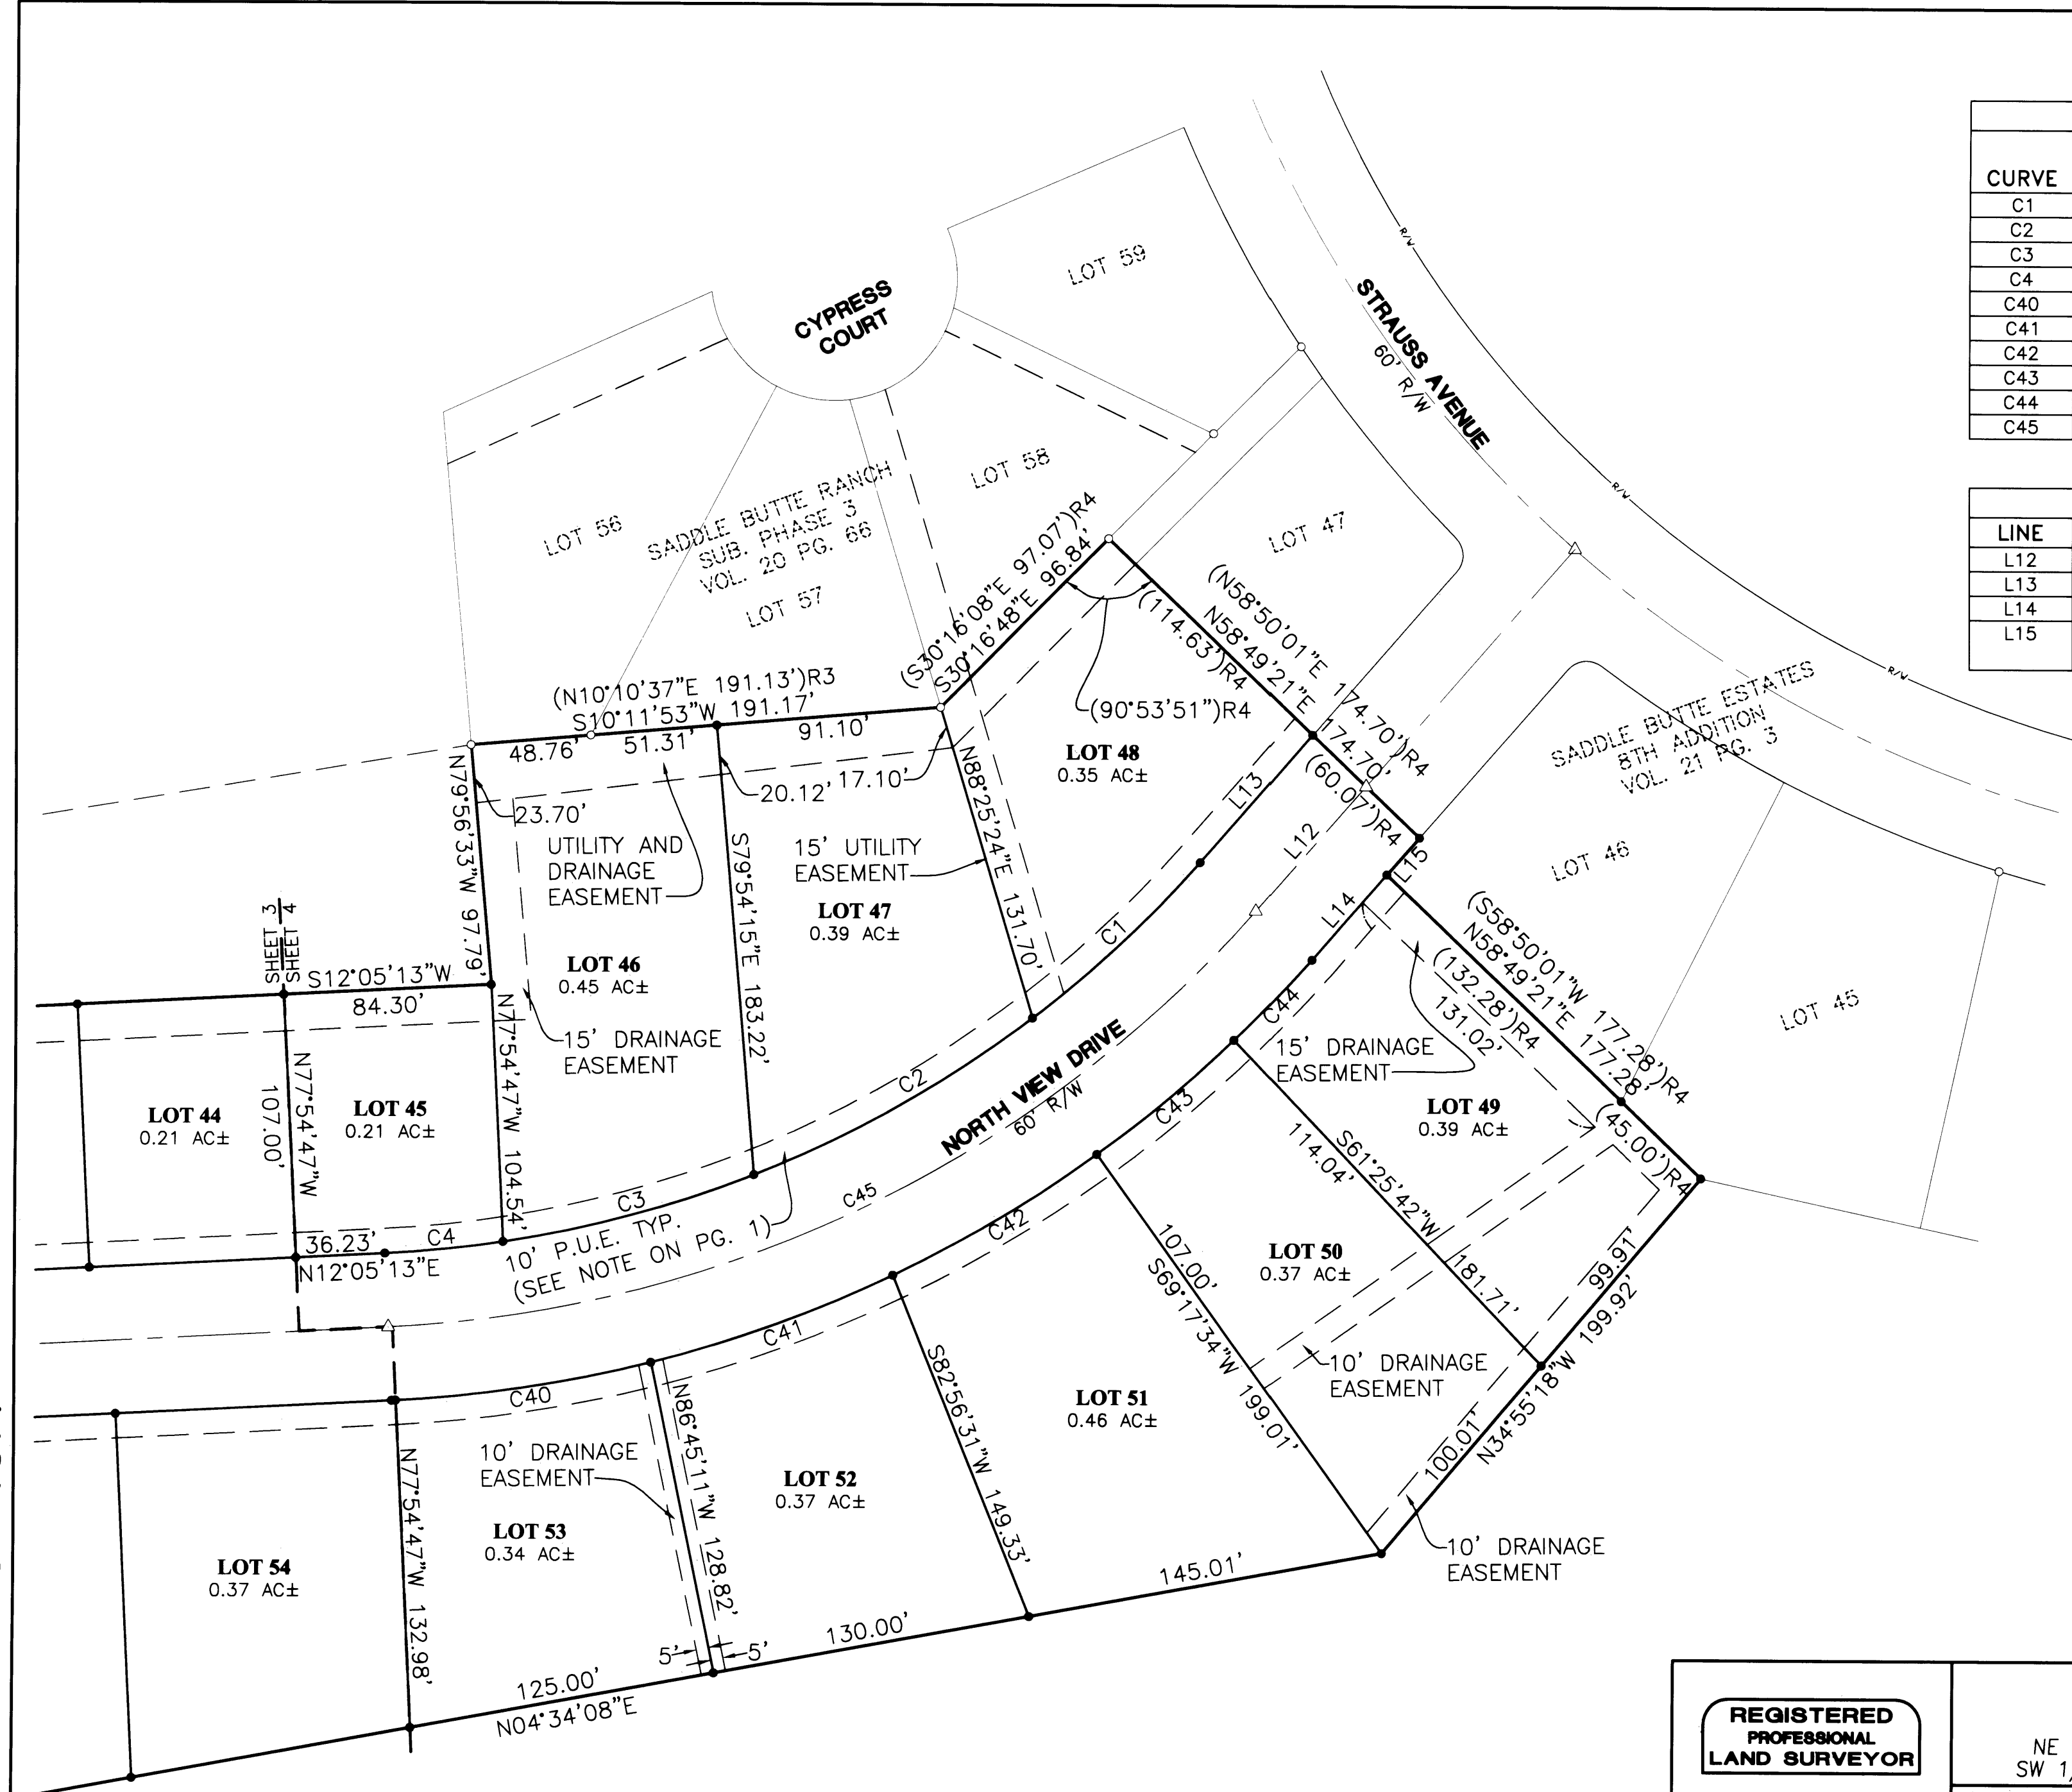 CURVE
C1
C2
C3
C4
C40
C41
C42
C43
C44
C45
LINE
L12
L13
L14
L15
LOT 59
CYPRESS
COURT
STRAUSS AVENUE
60' R/W
R/W
R/W
R/W
LOT 56
SADDLE BUTTE RANCH
SUB. PHASE 3
VOL. 20 PG. 66
LOT 57
LOT 58
LOT 47
(S30°16'08"E 97.07')R4
S30°16'48"E 96.84'
(N58°50'01"E 174.70')R4
N58°49'21"E 174.70'
(114.63')R4
(60.07')R4
(90°53'51")R4
(N10°10'37"E 191.13')R3
S10°11'53"W 191.17'
48.76'
51.31'
91.10'
20.12'
17.10'
23.70'
N79°56'33"W 97.79'
UTILITY AND
DRAINAGE
EASEMENT
S79°54'15"E 183.22'
15' UTILITY
EASEMENT
N88°25'24"E 131.70'
LOT 48
0.35 AC±
L13
L12
L15
L14
LOT 47
0.39 AC±
LOT 46
0.45 AC±
C1
C2
SADDLE BUTTE ESTATES
8TH ADDITION
VOL. 21 PG. 3
LOT 46
LOT 45
SHEET 3
SHEET 4
S12°05'13"W
84.30'
N77°54'47"W
107.00'
N77°54'47"W 104.54'
15' DRAINAGE
EASEMENT
LOT 44
0.21 AC±
LOT 45
0.21 AC±
36.23'
N12°05'13"E
C4
C3
10' P.U.E. TYP.
(SEE NOTE ON PG. 1)
NORTH VIEW DRIVE
60' R/W
C45
C44
C43
C42
C41
C40
(S58°50'01"W 177.28')R4
N58°49'21"E 177.28'
(132.28')R4
131.02'
(45.00')R4
15' DRAINAGE
EASEMENT
LOT 49
0.39 AC±
S61°25'42"W 181.71'
114.04'
99.91'
N34°55'18"W 199.92'
100.01'
LOT 50
0.37 AC±
107.00'
S69°17'34"W 199.01'
10' DRAINAGE
EASEMENT
10' DRAINAGE
EASEMENT
LOT 51
0.46 AC±
S82°56'31"W 149.33'
145.01'
LOT 52
0.37 AC±
N86°45'11"W 128.82'
10' DRAINAGE
EASEMENT
LOT 53
0.34 AC±
5'
5'
130.00'
125.00'
N04°34'08"E
N77°54'47"W 132.98'
LOT 54
0.37 AC±
REGISTERED
PROFESSIONAL
LAND SURVEYOR
NE
SW